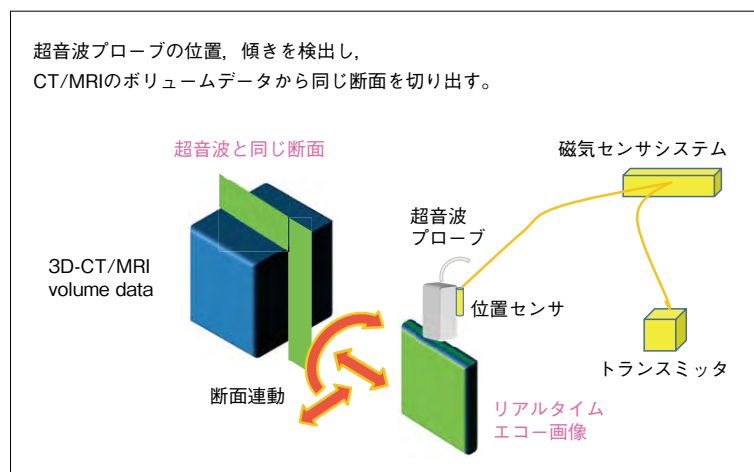 超音波プローブの位置，傾きを検出し，
CT/MRIのボリュームデータから同じ断面を切り出す。
超音波と同じ断面
磁気センサシステム
超音波
プローブ
3D-CT/MRI
volume data
位置センサ
トランスミッタ
断面連動
リアルタイム
エコー画像